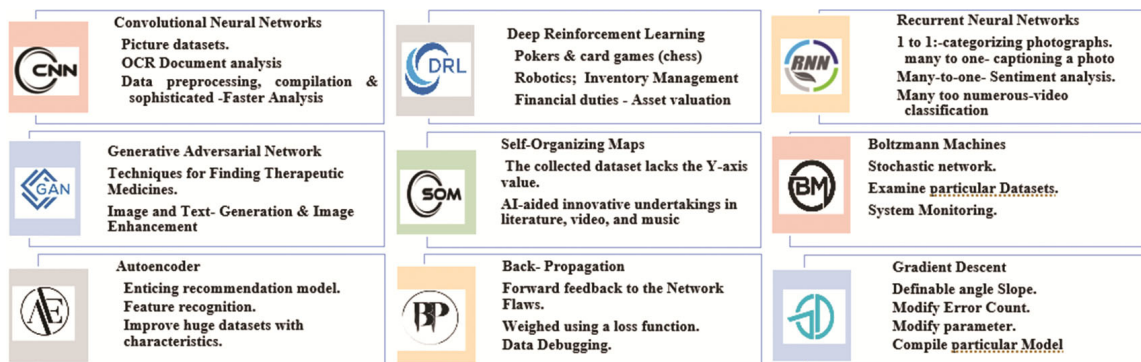 Convolutional Neural Networks
Picture datasets.
OCR Document analysis
Data preprocessing, compilation &
sophisticated -Faster Analysis
CNN
Deep Reinforcement Learning
Pokers & card games (chess)
Robotics; Inventory Management
Financial duties - Asset valuation
DRL
Recurrent Neural Networks
1 to 1:-categorizing photographs.
many to one- captioning a photo
Many-to-one- Sentiment analysis.
Many too numerous-video
classification
RNN
Generative Adversarial Network
Techniques for Finding Therapeutic
Medicines.
Image and Text- Generation & Image
Enhancement
GAN
Self-Organizing Maps
The collected dataset lacks the Y-axis
value.
AI-aided innovative undertakings in
literature, video, and music
SOM
Boltzmann Machines
Stochastic network.
Examine particular Datasets.
System Monitoring.
BM
Autoencoder
Enticing recommendation model.
Feature recognition.
Improve huge datasets with
characteristics.
AE
Back- Propagation
Forward feedback to the Network
Flaws.
Weighed using a loss function.
Data Debugging.
BP
Gradient Descent
Definable angle Slope.
Modify Error Count.
Modify parameter.
Compile particular Model
GD